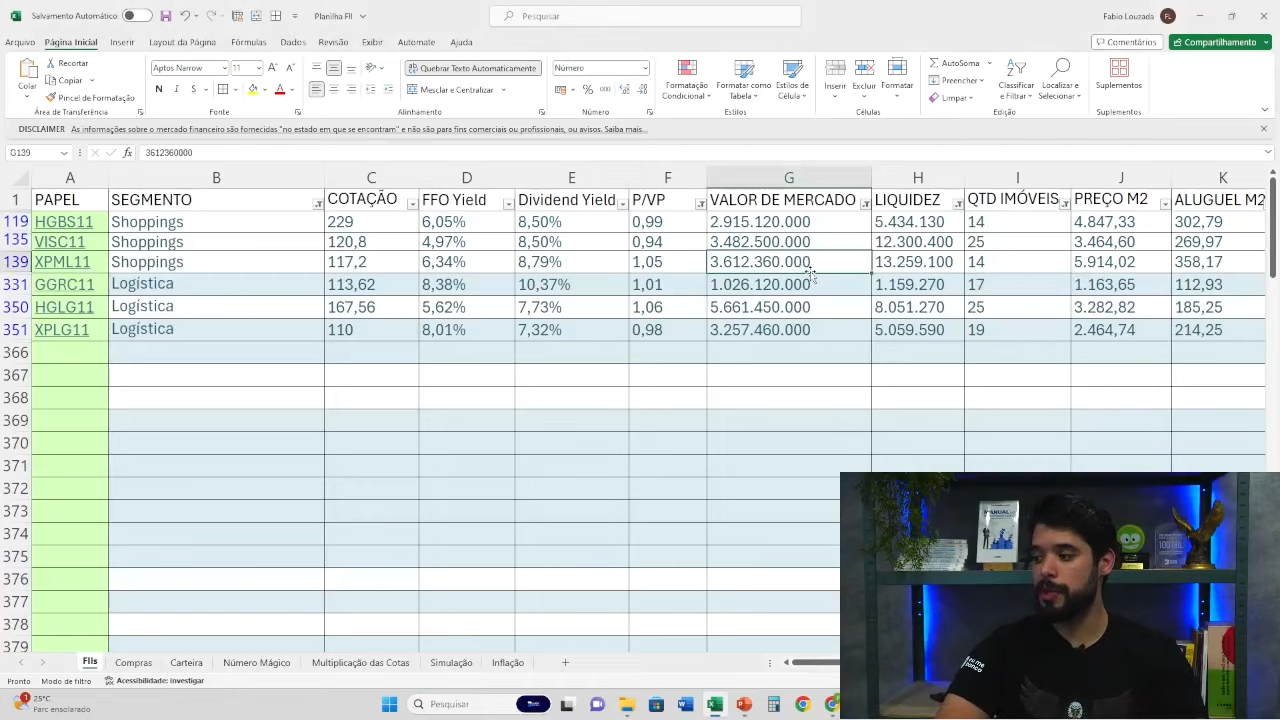 Salvamento Automático
Planilha FII
Pesquisar
Fabio Louzada
FL
Arquivo Página Inicial Inserir Layout da Página Fórmulas Dados Revisão Exibir Automate Ajuda
Comentários
Compartilhamento
Colar
Recortar
Copiar
Pincel de Formatação
Área de Transferência
Aptos Narrow 11
N I S
Fonte
Quebrar Texto Automaticamente
Mesclar e Centralizar
Alinhamento
Número
Número
Formatação Condicional
Formatar como Tabela
Estilos de Célula
Estilos
Inserir Excluir Formatar
Células
AutoSoma
Preencher
Limpar
Classificar e Filtrar
Localizar e Selecionar
Edição
Suplementos
Suplementos
DISCLAIMER As informações sobre o mercado financeiro são fornecidas "no estado em que se encontram" e não são para fins comerciais ou profissionais, ou avisos. Saiba mais...
G139 fx 3612360000
A B C D E F G H I J K
1 PAPEL SEGMENTO COTAÇÃO FFO Yield Dividend Yield P/VP VALOR DE MERCADO LIQUIDEZ QTD IMÓVEIS PREÇO M2 ALUGUEL M2
119 HGBS11 Shoppings 229 6,05% 8,50% 0,99 2.915.120.000 5.434.130 14 4.847,33 302,79
135 VISC11 Shoppings 120,8 4,97% 8,50% 0,94 3.482.500.000 12.300.400 25 3.464,60 269,97
139 XPML11 Shoppings 117,2 6,34% 8,79% 1,05 3.612.360.000 13.259.100 14 5.914,02 358,17
331 GGRC11 Logística 113,62 8,38% 10,37% 1,01 1.026.120.000 1.159.270 17 1.163,65 112,93
350 HGLG11 Logística 167,56 5,62% 7,73% 1,06 5.661.450.000 8.051.270 25 3.282,82 185,25
351 XPLG11 Logística 110 8,01% 7,32% 0,98 3.257.460.000 5.059.590 19 2.464,74 214,25
366
367
368
369
370
371
372
373
374
375
376
377
378
379
MANUAL
100 MIL
FIIs Compras Carteira Número Mágico Multiplicação das Cotas Simulação Inflação
Pronto Modo de filtro Acessibilidade: investigar
1
25°C
Parc ensolarado
Pesquisar